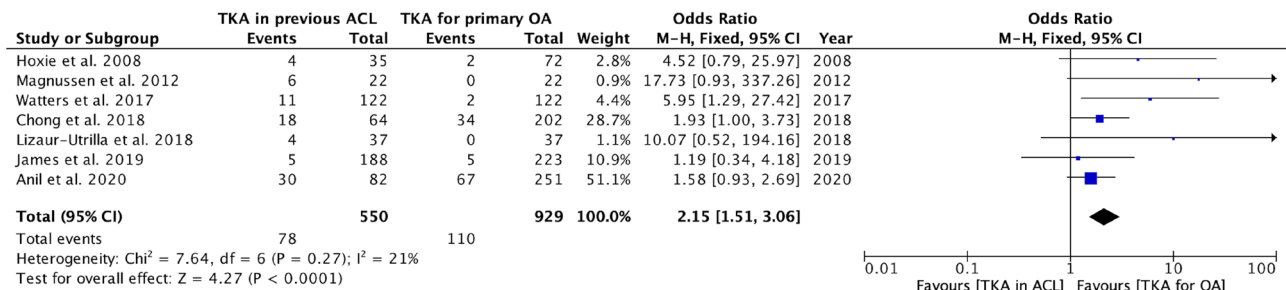 TKA in previous ACL TKA for primary OA Odds Ratio Odds Ratio
Study or Subgroup Events Total Events Total Weight M-H, Fixed, 95% CI Year M-H, Fixed, 95% CI
Hoxie et al. 2008 4 35 2 72 2.8% 4.52 [0.79, 25.97] 2008
Magnussen et al. 2012 6 22 0 22 0.9% 17.73 [0.93, 337.26] 2012
Watters et al. 2017 11 122 2 122 4.4% 5.95 [1.29, 27.42] 2017
Chong et al. 2018 18 64 34 202 28.7% 1.93 [1.00, 3.73] 2018
Lizaur-Utrilla et al. 2018 4 37 0 37 1.1% 10.07 [0.52, 194.16] 2018
James et al. 2019 5 188 5 223 10.9% 1.19 [0.34, 4.18] 2019
Anil et al. 2020 30 82 67 251 51.1% 1.58 [0.93, 2.69] 2020
Total (95% CI) 550 929 100.0% 2.15 [1.51, 3.06]
Total events 78 110
Heterogeneity: Chi² = 7.64, df = 6 (P = 0.27); I² = 21%
Test for overall effect: Z = 4.27 (P < 0.0001)
0.01 0.1 1 10 100
Favours [TKA in ACL] Favours [TKA for OA]